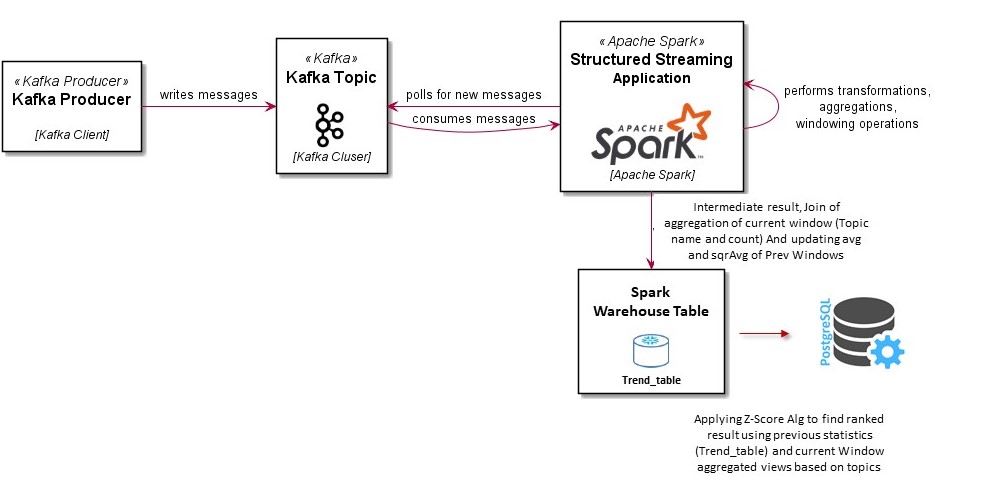 «Kafka Producer»
Kafka Producer
[Kafka Client]
writes messages
«Kafka»
Kafka Topic
[Kafka Cluser]
polls for new messages
consumes messages
«Apache Spark»
Structured Streaming
Application
APACHE
Spark
[Apache Spark]
performs transformations,
aggregations,
windowing operations
Intermediate result, Join of
aggregation of current window (Topic
name and count) And updating avg
and sqrAvg of Prev Windows
Spark
Warehouse Table
Trend_table
PostgreSQL
Applying Z-Score Alg to find ranked
result using previous statistics
(Trend_table) and current Window
aggregated views based on topics